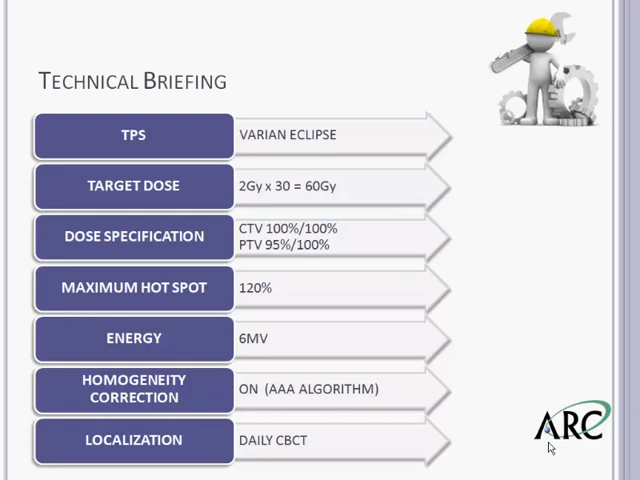 TECHNICAL BRIEFING
TPS
VARIAN ECLIPSE
TARGET DOSE
2Gy x 30 = 60Gy
DOSE SPECIFICATION
CTV 100%/100%
PTV 95%/100%
MAXIMUM HOT SPOT
120%
ENERGY
6MV
HOMOGENEITY
CORRECTION
ON (AAA ALGORITHM)
LOCALIZATION
DAILY CBCT
ARC